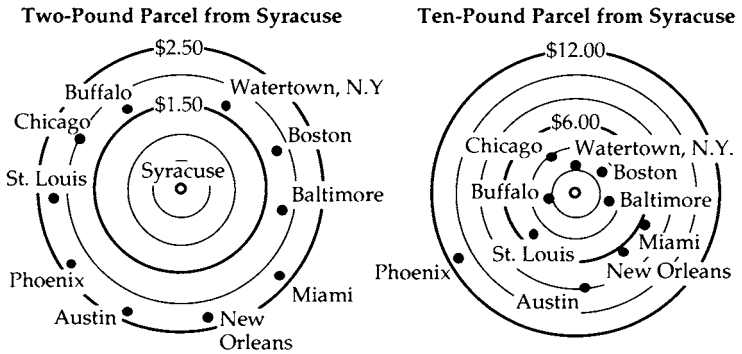 Two-Pound Parcel from Syracuse
$2.50
Buffalo
Watertown, N.Y
$1.50
Chicago
Boston
Syracuse
St. Louis
Baltimore
Phoenix
Miami
Austin
New
Orleans
Ten-Pound Parcel from Syracuse
$12.00
$6.00
Chicago
Watertown, N.Y.
Boston
Buffalo
Baltimore
St. Louis
Miami
Phoenix
New Orleans
Austin